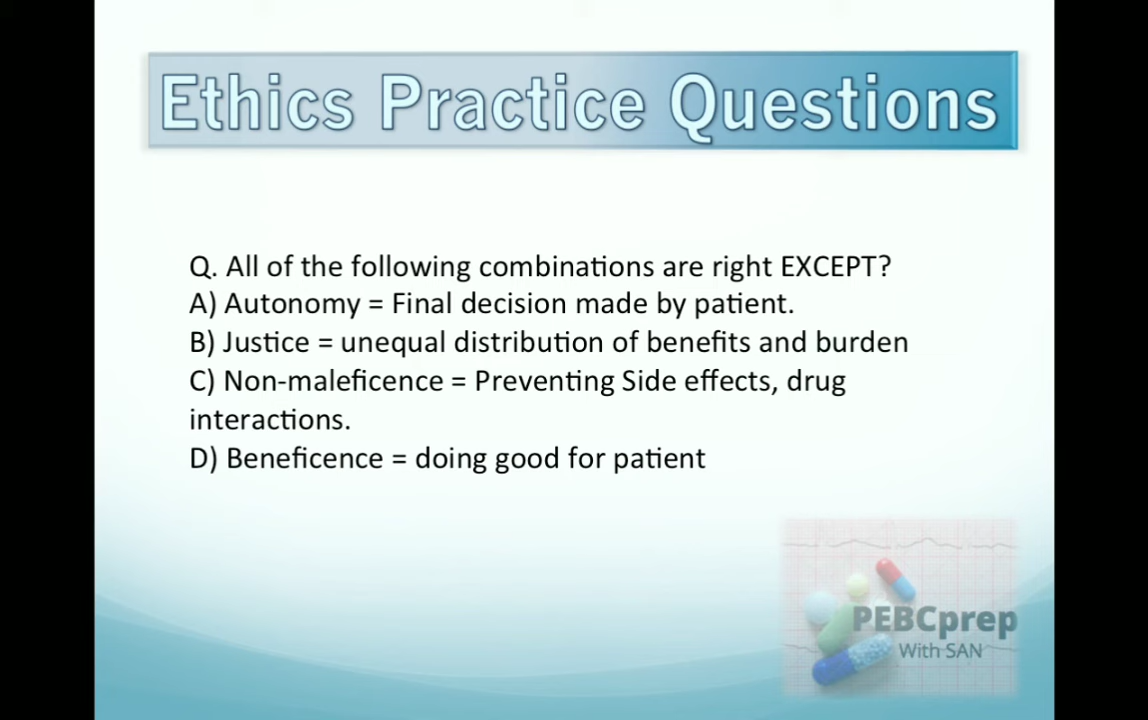 Ethics Practice Questions
Q. All of the following combinations are right EXCEPT?
A) Autonomy = Final decision made by patient.
B) Justice = unequal distribution of benefits and burden
C) Non-maleficence = Preventing Side effects, drug
interactions.
D) Beneficence = doing good for patient
PEBCprep
With SAN